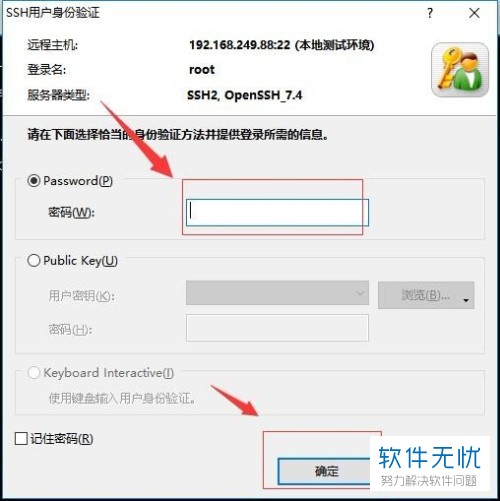 SSH用户身份验证
远程主机: 192.168.249.88:22 (本地测试环境)
登录名: root
服务器类型: SSH2, OpenSSH_7.4
请在下面选择恰当的身份验证方法并提供登录所需的信息。
Password(P)
密码(W):
Public Key(U)
用户密钥(K): 浏览(B)...
密码(H):
Keyboard Interactive(I)
使用键盘输入用户身份验证。
记住密码(R)
确定
软件无忧
努力解决软件问题